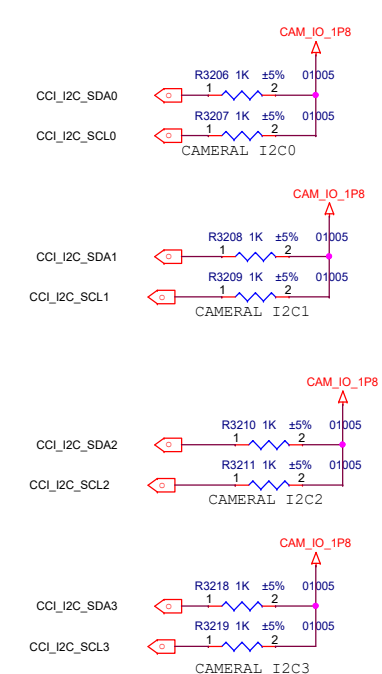 CAM_IO_1P8
R3206 1K ±5% 01005
CCI_I2C_SDA0 1 2
R3207 1K ±5% 01005
CCI_I2C_SCL0 1 2
CAMERAL I2C0
CAM_IO_1P8
R3208 1K ±5% 01005
CCI_I2C_SDA1 1 2
R3209 1K ±5% 01005
CCI_I2C_SCL1 1 2
CAMERAL I2C1
CAM_IO_1P8
R3210 1K ±5% 01005
CCI_I2C_SDA2 1 2
R3211 1K ±5% 01005
CCI_I2C_SCL2 1 2
CAMERAL I2C2
CAM_IO_1P8
R3218 1K ±5% 01005
CCI_I2C_SDA3 1 2
R3219 1K ±5% 01005
CCI_I2C_SCL3 1 2
CAMERAL I2C3